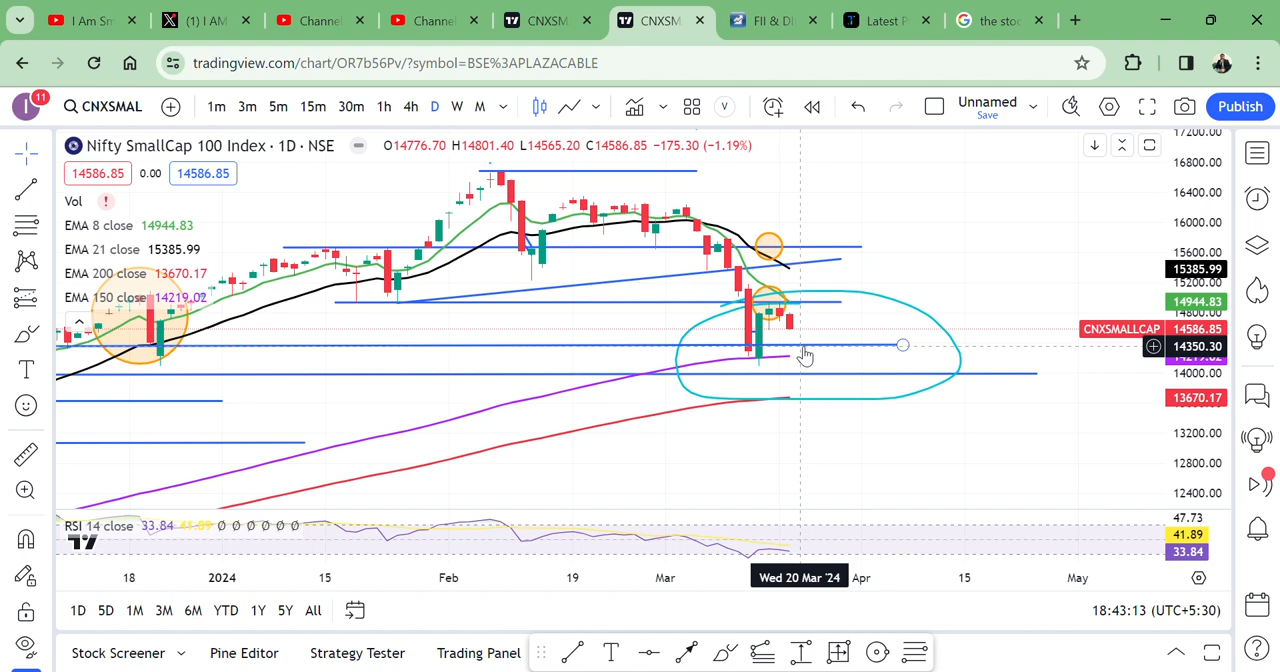 I Am Sm
(1) I AM
Channel
Channel
CNXSM
CNXSM.
FII & DI
Latest P
the stoc
tradingview.com/chart/OR7b56Pv/?symbol=BSE%3APLAZACABLE
I 11 CNXSMAL 1m 3m 5m 15m 30m 1h 4h D W M V Unnamed Save Publish
Nifty SmallCap 100 Index · 1D · NSE O14776.70 H14801.40 L14565.20 C14586.85 −175.30 (−1.19%)
14586.85 0.00 14586.85
Vol
EMA 8 close 14944.83
EMA 21 close 15385.99
EMA 200 close 13670.17
EMA 150 close 14219.02
17200.00
16800.00
16400.00
16000.00
15600.00
15385.99
14944.83
14800.00
CNXSMALLCAP 14586.85
14350.30
14219.02
14000.00
13670.17
13200.00
12800.00
12400.00
RSI 14 close 33.84 41.89 Ø Ø Ø Ø Ø Ø
47.73
41.89
33.84
18 2024 15 Feb 19 Mar Wed 20 Mar '24 Apr 15 May
1D 5D 1M 3M 6M YTD 1Y 5Y All 18:43:13 (UTC+5:30)
Stock Screener Pine Editor Strategy Tester Trading Panel